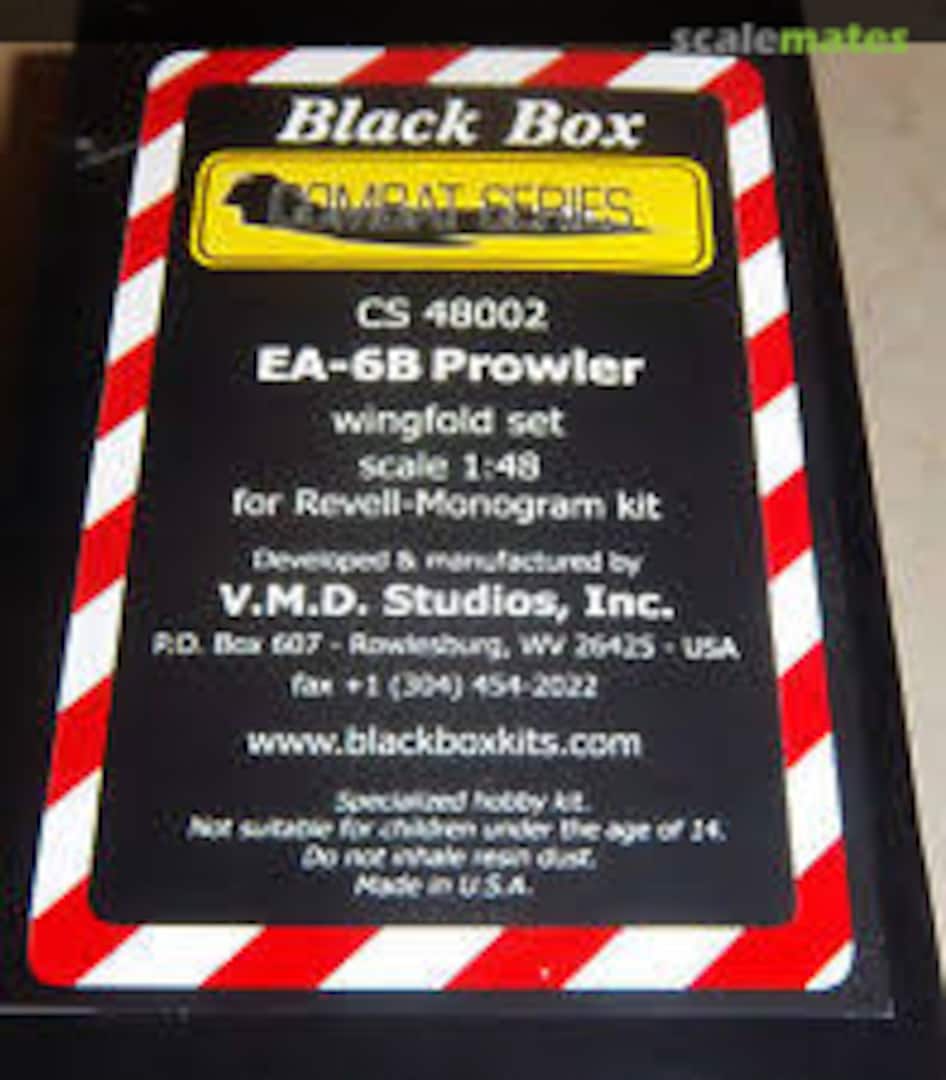 scalemates
Black Box
COMBAT SERIES
CS 48002
EA-6B Prowler
wingfold set
scale 1:48
for Revell-Monogram kit
Developed & manufactured by
V.M.D. Studios, Inc.
P.O. Box 607 - Rowlesburg, WV 26425 - USA
fax +1 (304) 454-2022
www.blackboxkits.com
Specialized hobby kit.
Not suitable for children under the age of 14.
Do not inhale resin dust.
Made in U.S.A.